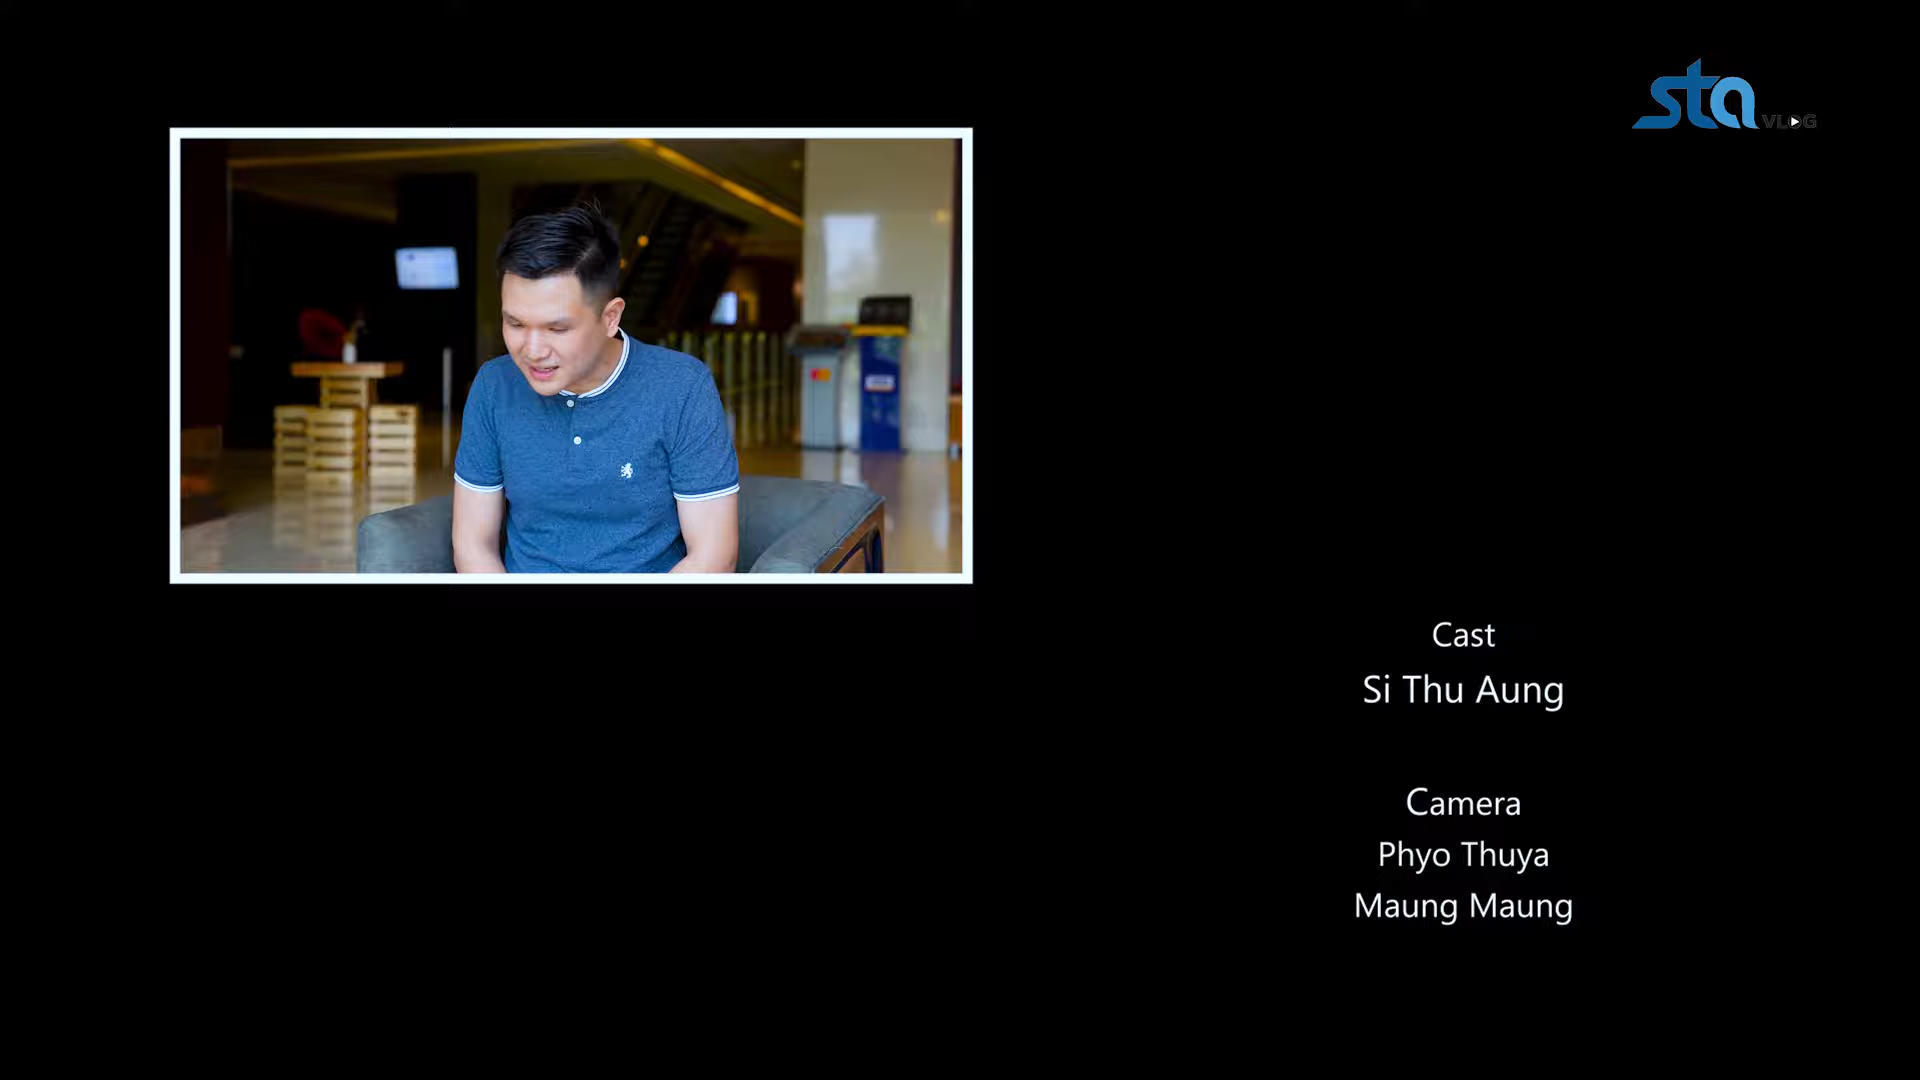 sta VLOG
Cast
Si Thu Aung
Camera
Phyo Thuya
Maung Maung